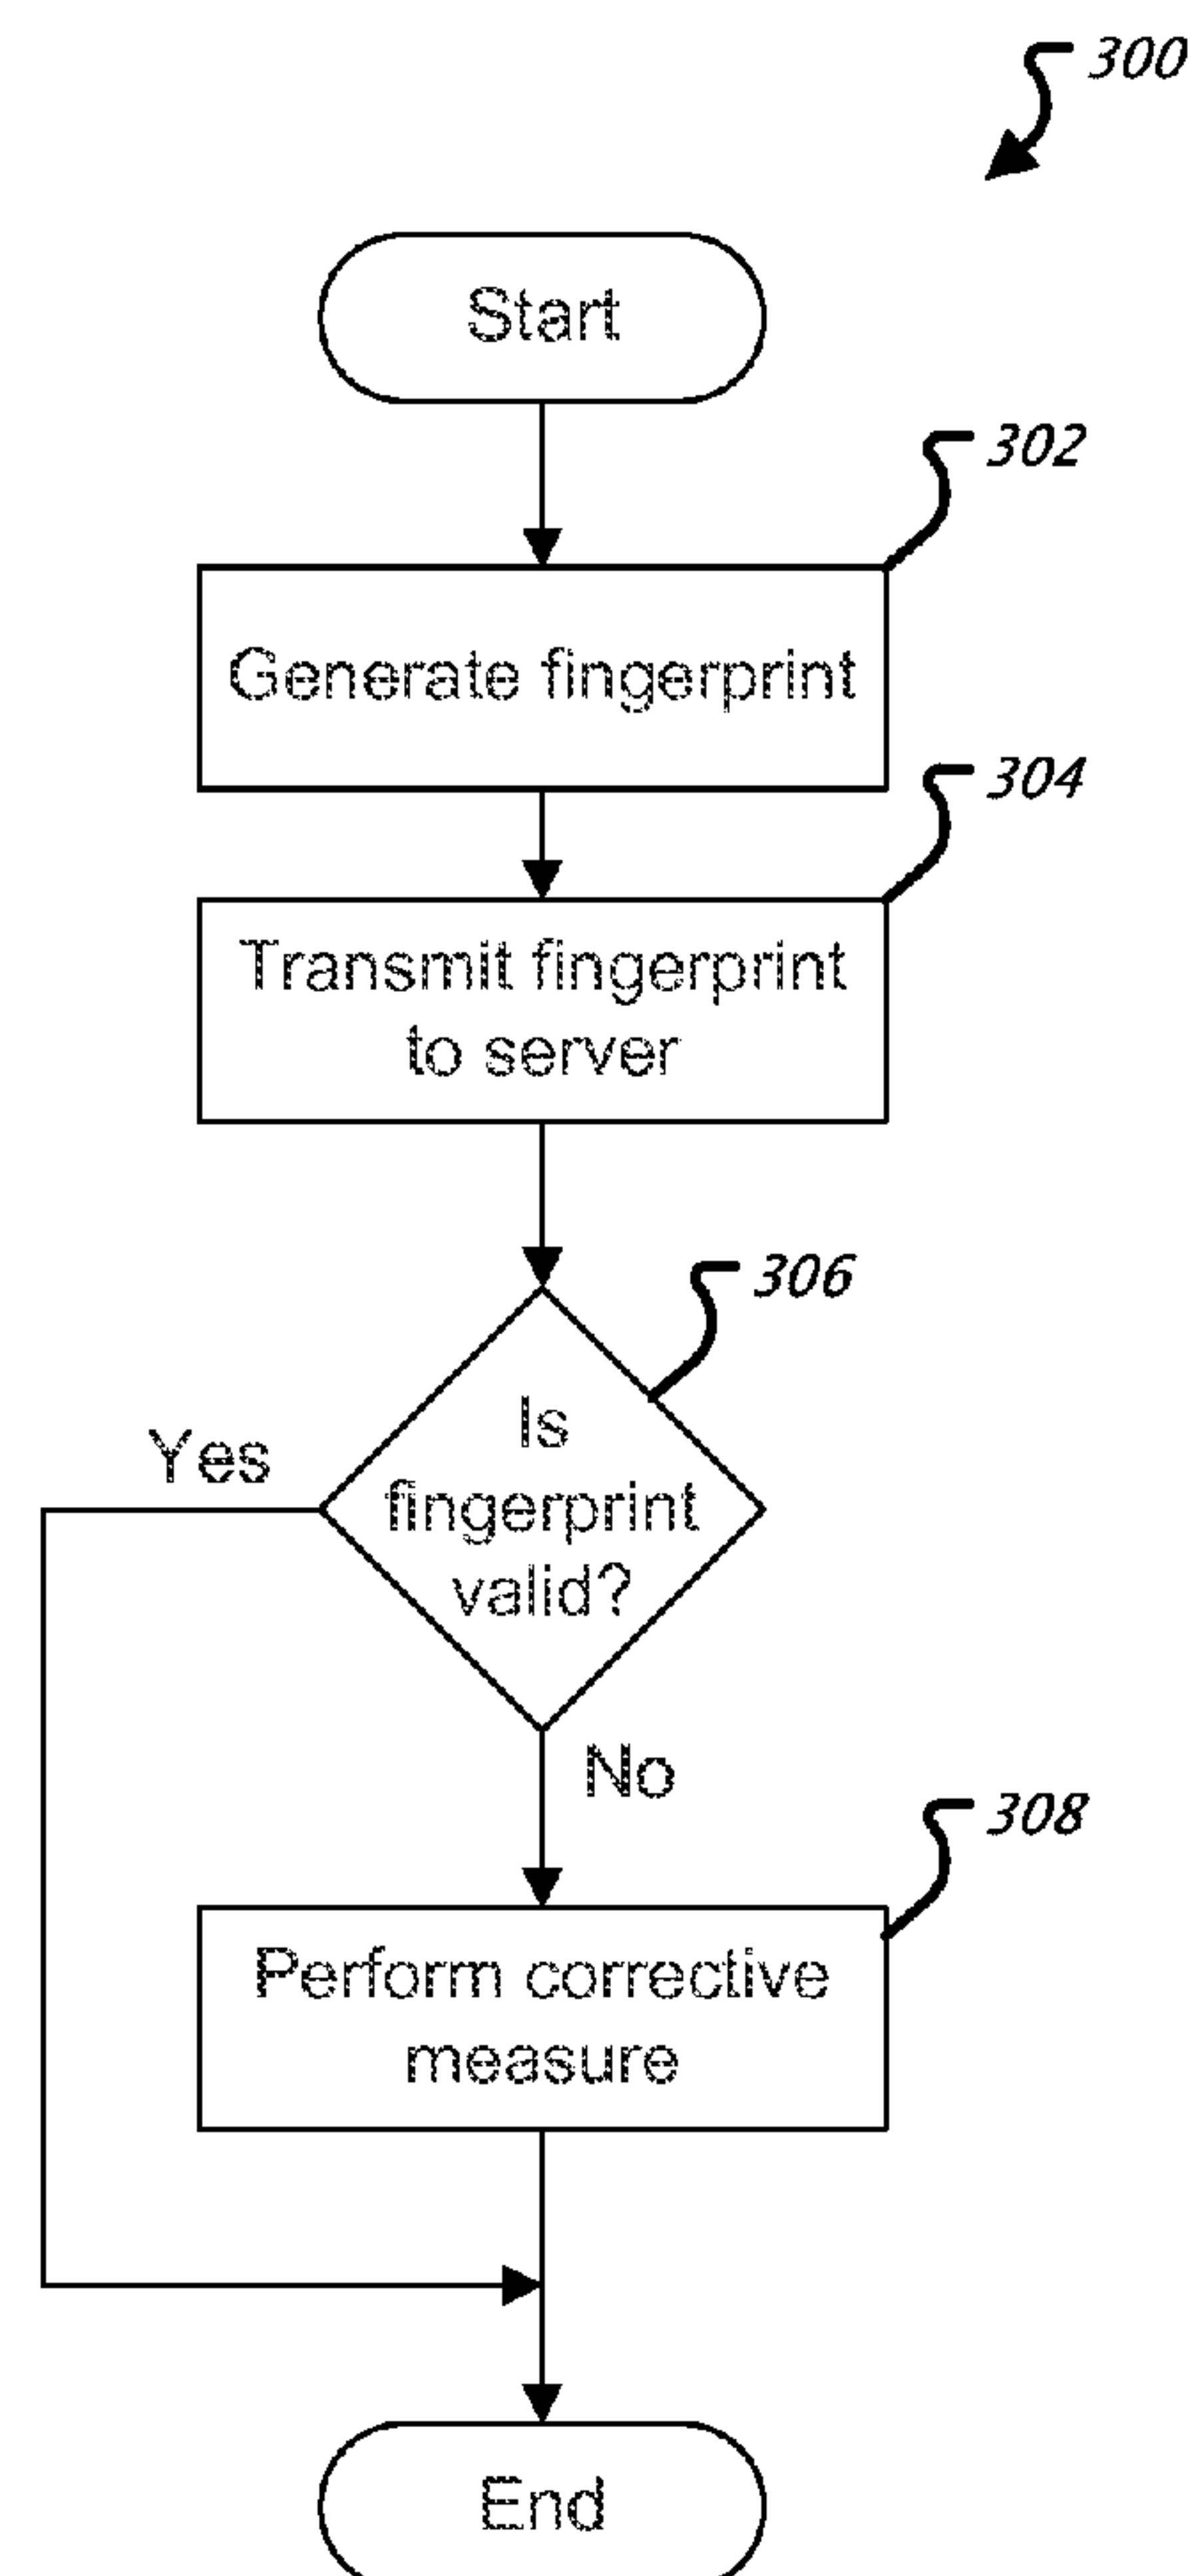 300
Start
302
Generate fingerprint
304
Transmit fingerprint
to server
306
Is
fingerprint
valid?
Yes
No
308
Perform corrective
measure
End